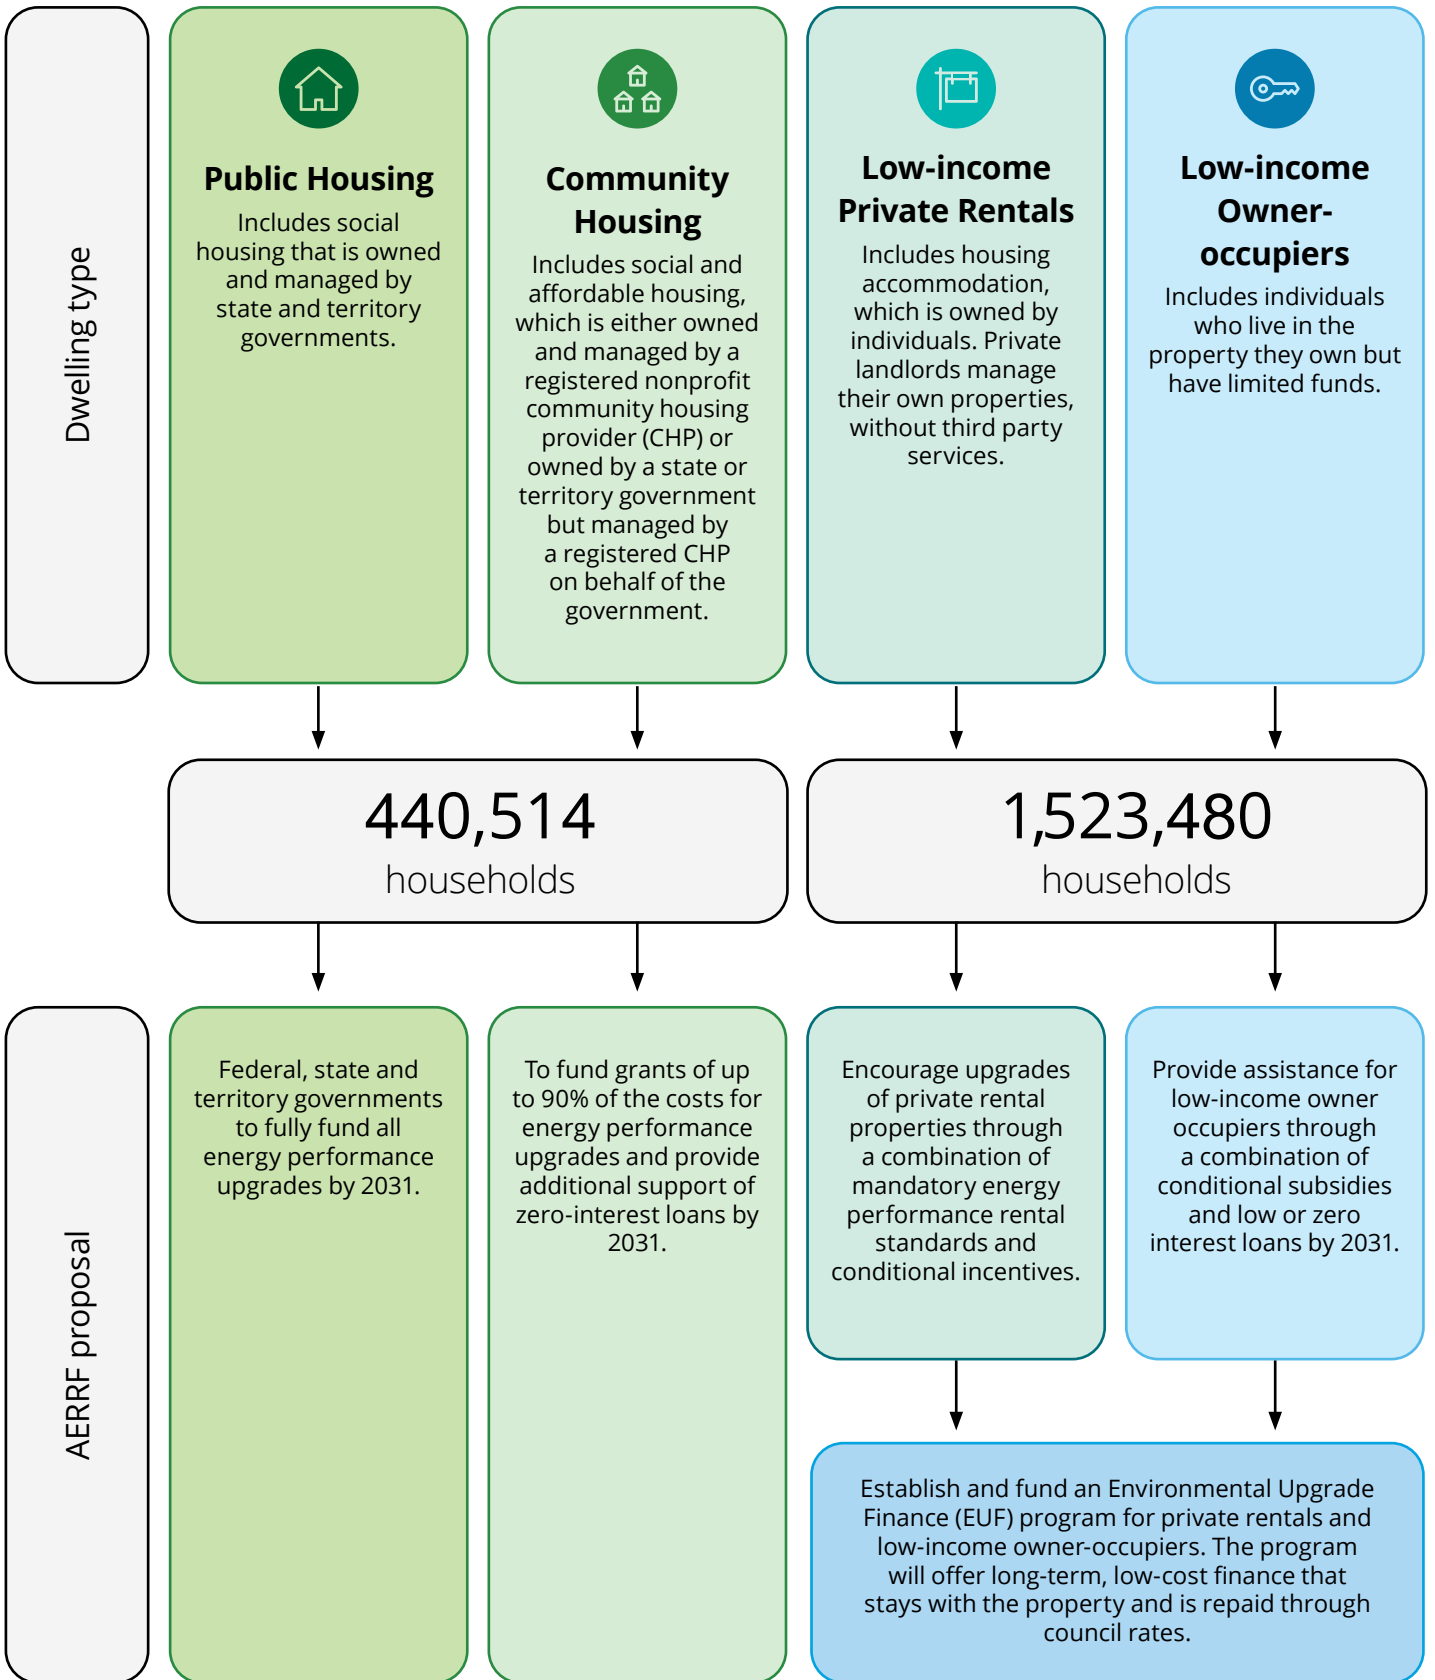 Dwelling type
Public Housing
Includes social
housing that is owned
and managed by
state and territory
governments.
Community
Housing
Includes social and
affordable housing,
which is either owned
and managed by a
registered nonprofit
community housing
provider (CHP) or
owned by a state or
territory government
but managed by
a registered CHP
on behalf of the
government.
Low-income
Private Rentals
Includes housing
accommodation,
which is owned by
individuals. Private
landlords manage
their own properties,
without third party
services.
Low-income
Owner-
occupiers
Includes individuals
who live in the
property they own but
have limited funds.
440,514
households
1,523,480
households
AERRF proposal
Federal, state and
territory governments
to fully fund all
energy performance
upgrades by 2031.
To fund grants of up
to 90% of the costs for
energy performance
upgrades and provide
additional support of
zero-interest loans by
2031.
Encourage upgrades
of private rental
properties through
a combination of
mandatory energy
performance rental
standards and
conditional incentives.
Provide assistance for
low-income owner
occupiers through
a combination of
conditional subsidies
and low or zero
interest loans by 2031.
Establish and fund an Environmental Upgrade
Finance (EUF) program for private rentals and
low-income owner-occupiers. The program
will offer long-term, low-cost finance that
stays with the property and is repaid through
council rates.